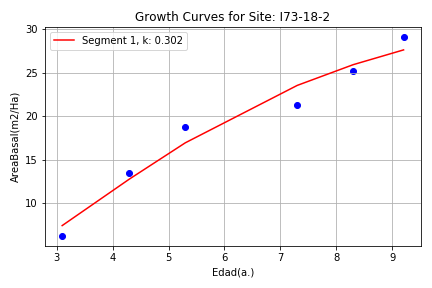 Growth Curves for Site: I73-18-2
Segment 1, k: 0.302
AreaBasal(m2/Ha)
30
25
20
15
10
3 4 5 6 7 8 9
Edad(a.)